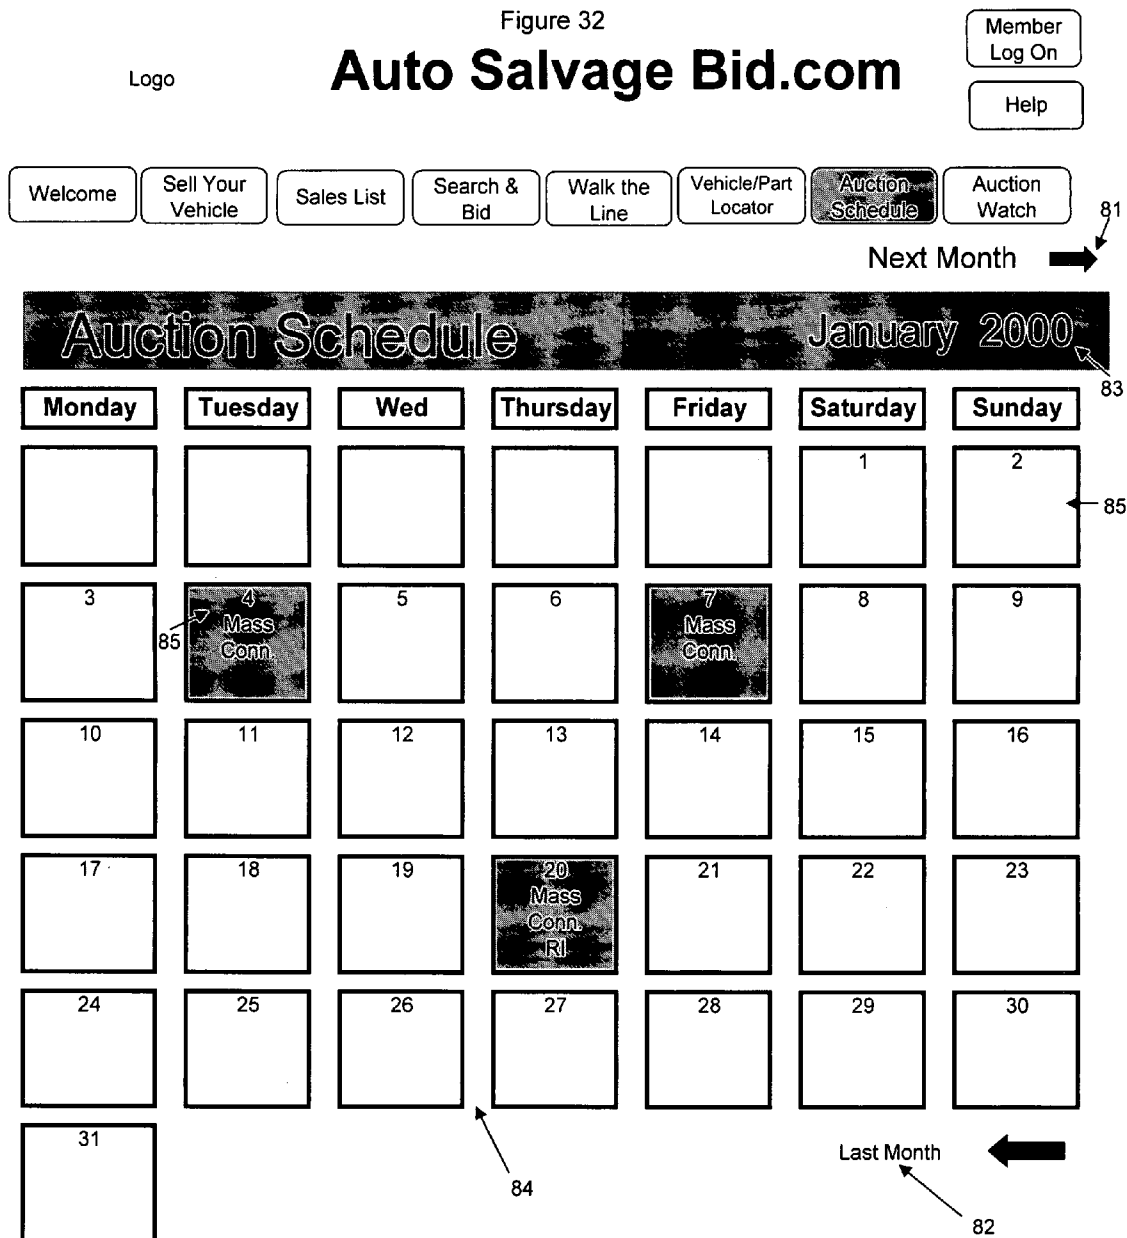 Figure 32
Member
Log On
Logo
Auto Salvage Bid.com
Help
Welcome
Sell Your
Vehicle
Sales List
Search &
Bid
Walk the
Line
Vehicle/Part
Locator
Auction
Schedule
Auction
Watch
81
Next Month
Auction Schedule
January 2000
83
Monday Tuesday Wed Thursday Friday Saturday Sunday
1 2
85
3 4 5 6 7 8 9
85
Mass
Conn.
Mass
Conn.
10 11 12 13 14 15 16
17 18 19 20 21 22 23
Mass
Conn.
RI
24 25 26 27 28 29 30
31
Last Month
84
82